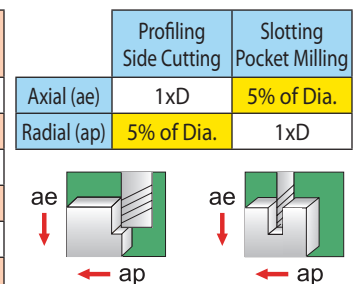 Profiling Side Cutting Slotting Pocket Milling
Axial (ae) 1xD 5% of Dia.
Radial (ap) 5% of Dia. 1xD
ae ae
ap ap